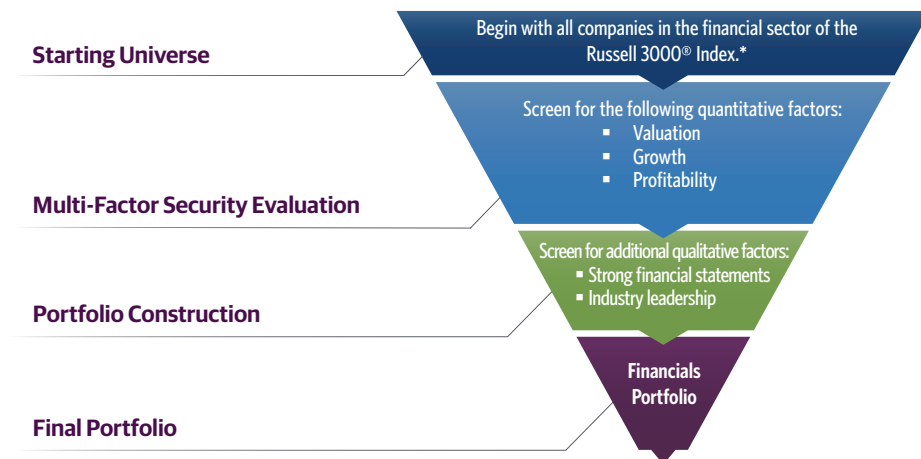 Starting Universe
Begin with all companies in the financial sector of the
Russell 3000® Index.*
Multi-Factor Security Evaluation
Screen for the following quantitative factors:
▪ Valuation
▪ Growth
▪ Profitability
Portfolio Construction
Screen for additional qualitative factors:
▪ Strong financial statements
▪ Industry leadership
Final Portfolio
Financials
Portfolio